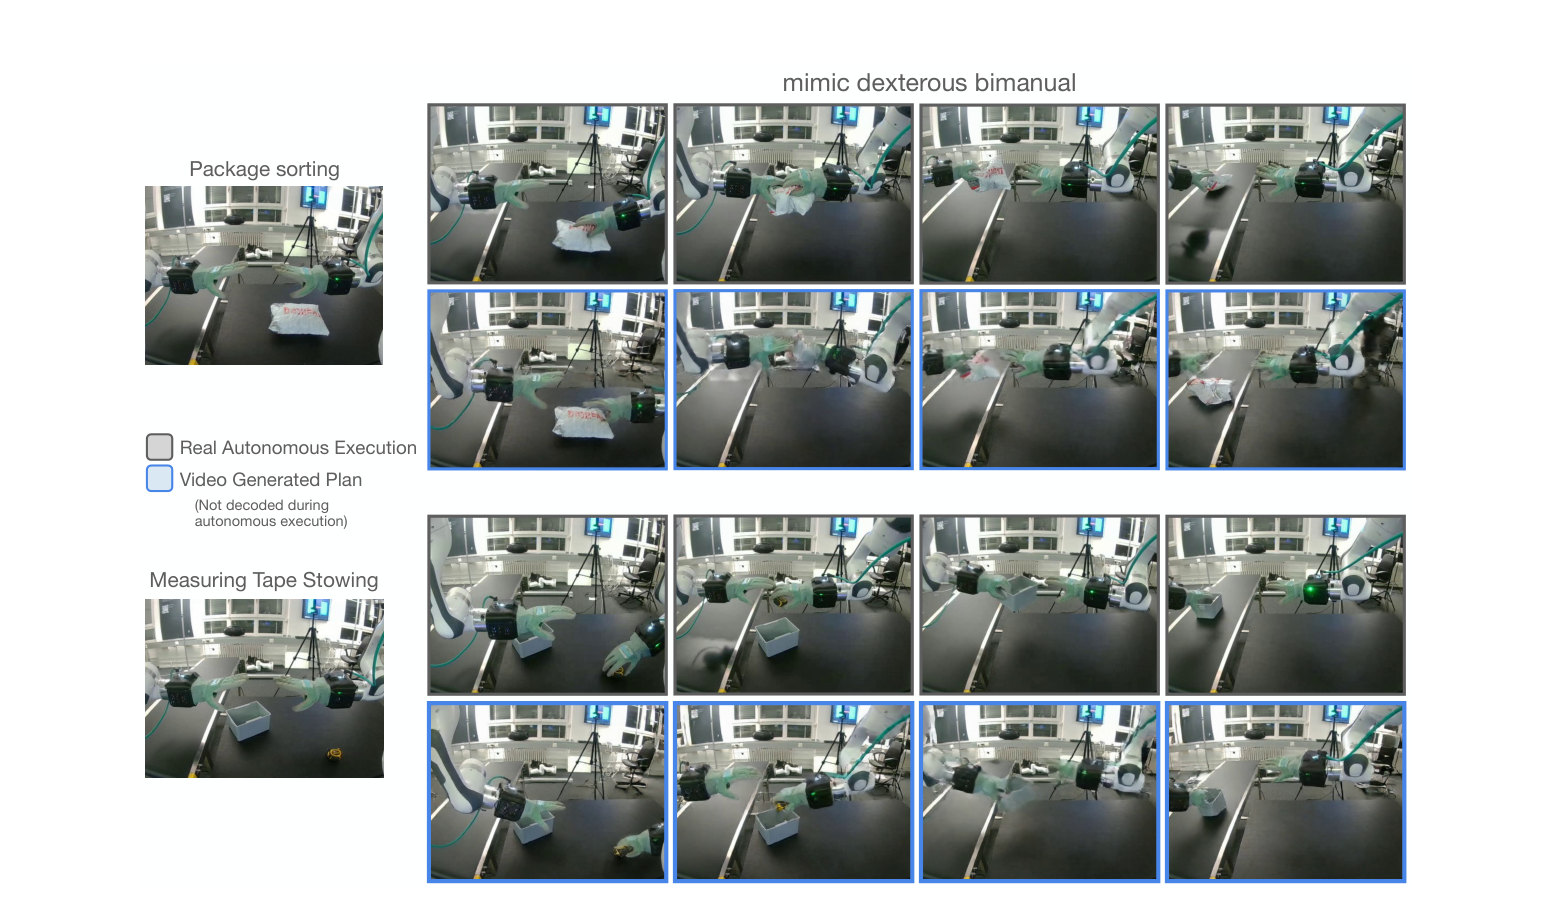 mimic dexterous bimanual
Package sorting
Real Autonomous Execution
Video Generated Plan
(Not decoded during
autonomous execution)
Measuring Tape Stowing